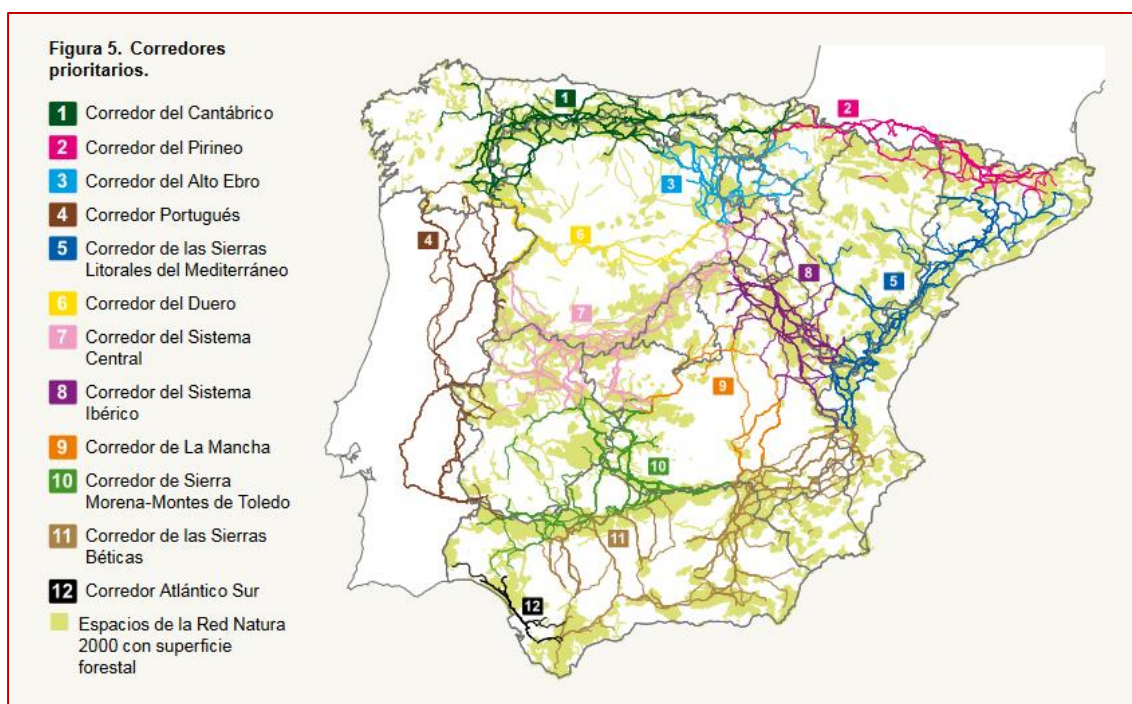 Figura 5. Corredores
prioritarios.
1 Corredor del Cantábrico
2 Corredor del Pirineo
3 Corredor del Alto Ebro
4 Corredor Portugués
5 Corredor de las Sierras
Litorales del Mediterráneo
6 Corredor del Duero
7 Corredor del Sistema
Central
8 Corredor del Sistema
Ibérico
9 Corredor de La Mancha
10 Corredor de Sierra
Morena-Montes de Toledo
11 Corredor de las Sierras
Béticas
12 Corredor Atlántico Sur
Espacios de la Red Natura
2000 con superficie
forestal
1
2
3
4
6
8
5
7
9
10
11
12